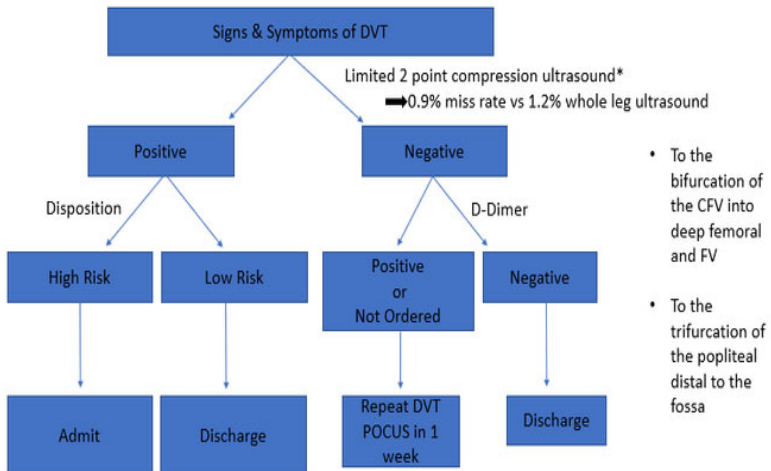 Signs & Symptoms of DVT
Limited 2 point compression ultrasound*
➡0.9% miss rate vs 1.2% whole leg ultrasound
Positive
Negative
Disposition
D-Dimer
High Risk
Low Risk
Positive
or
Not Ordered
Negative
Admit
Discharge
Repeat DVT
POCUS in 1
week
Discharge
• To the
bifurcation of
the CFV into
deep femoral
and FV
• To the
trifurcation of
the popliteal
distal to the
fossa